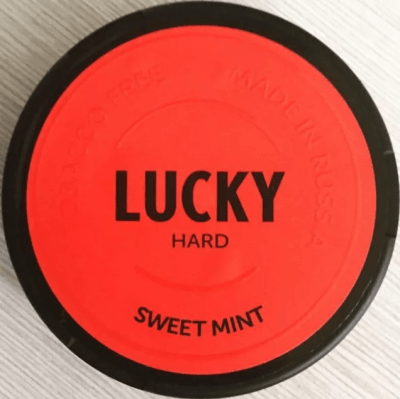 TOBACCO FREE
MADE IN RUSSIA
LUCKY
HARD
SWEET MINT